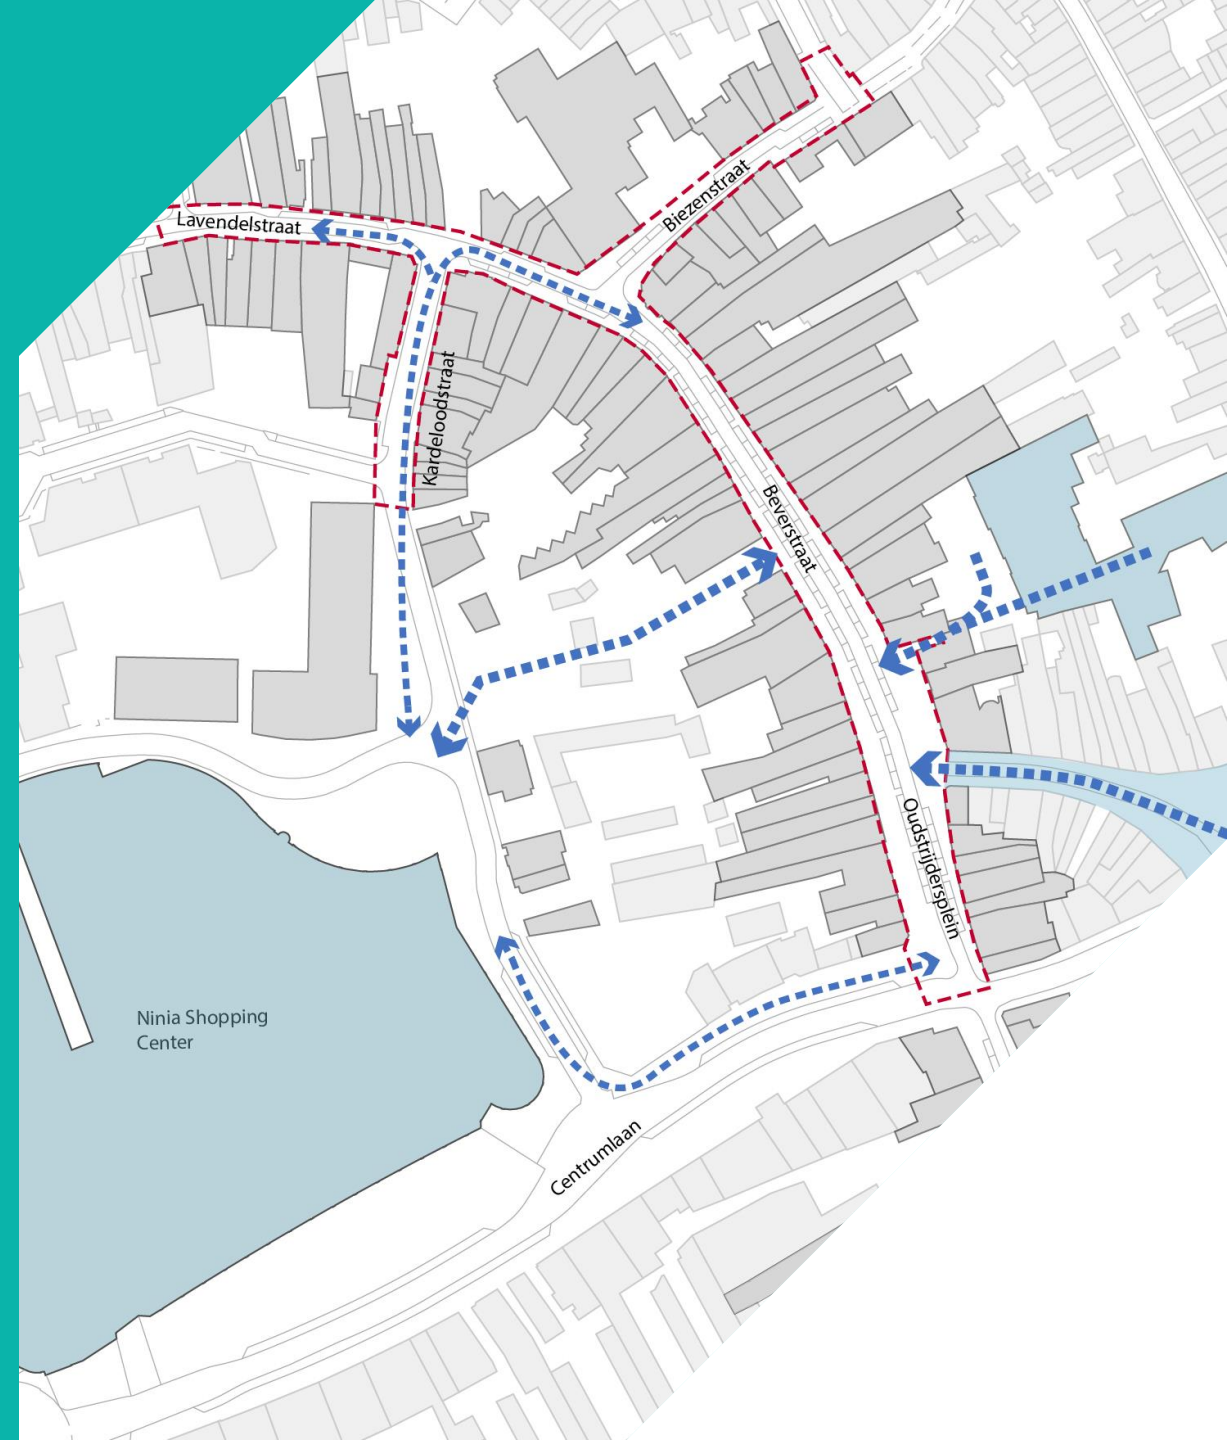 Biezenstraat
Lavendelstraat
Kardeloodstraat
Beverstraat
Oudstrijdersplein
Ninia Shopping
Center
Centrumlaan